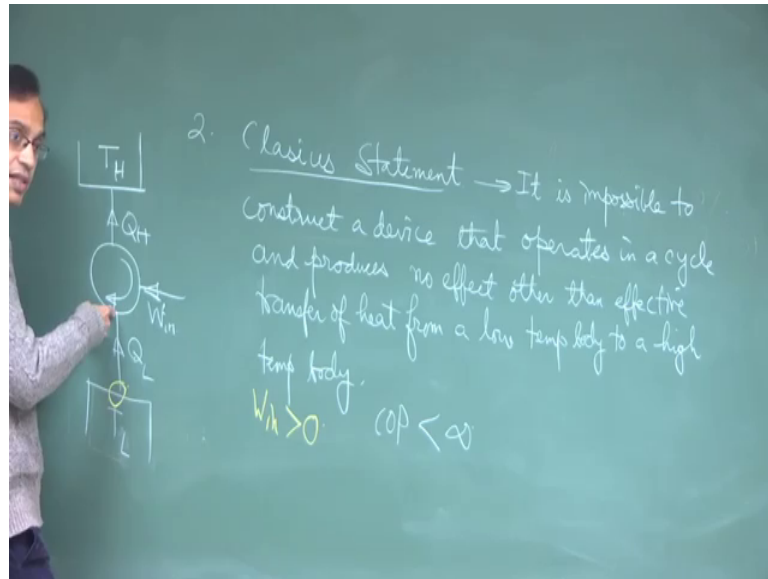 T_H
Q_H
W_in
Q_L
T_L
2. Clasius Statement → It is impossible to
construct a device that operates in a cycle
and produces no effect other than effective
transfer of heat from a low temp body to a high
temp body.
W_in > 0 COP < ∞